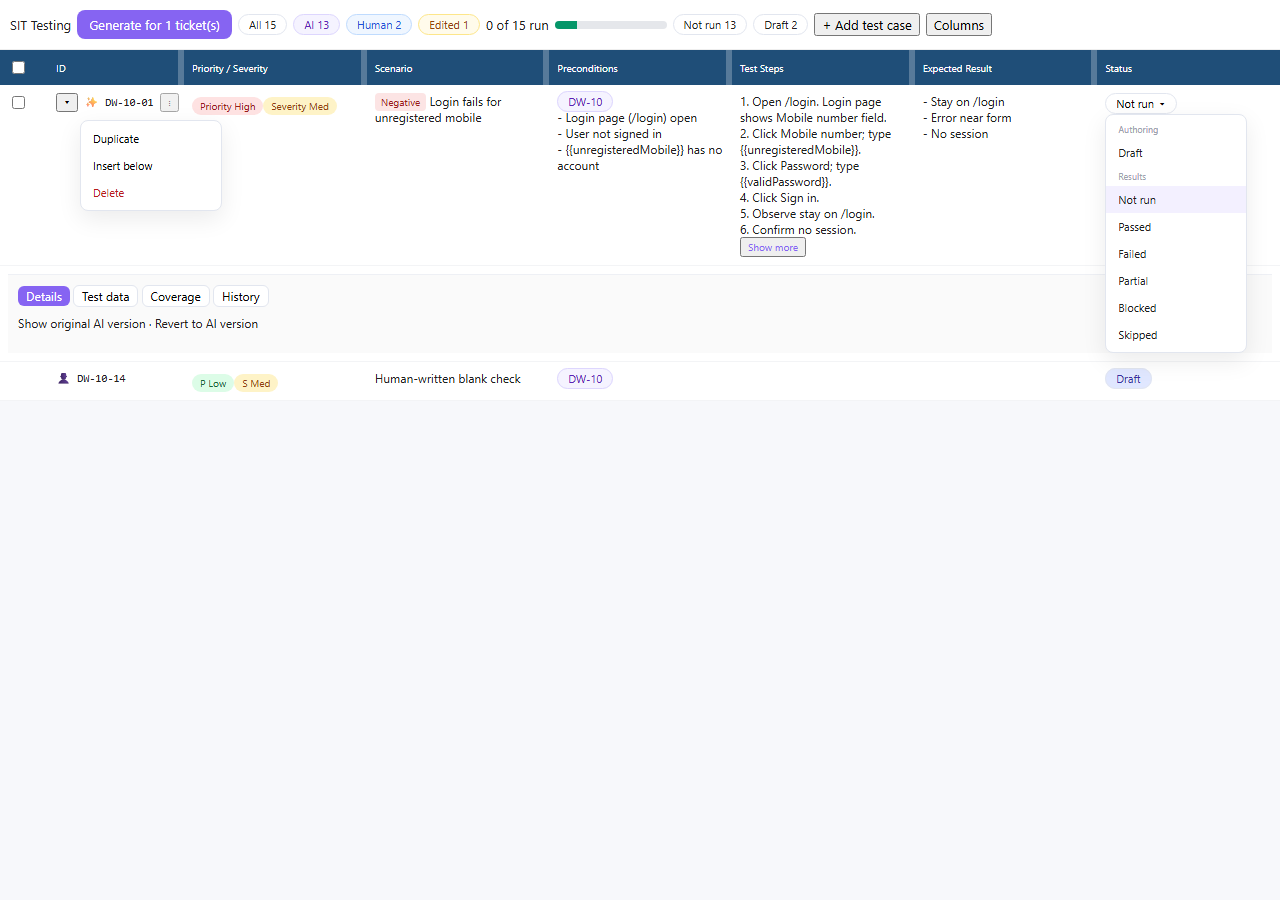 SIT Testing Generate for 1 ticket(s) All 15 AI 13 Human 2 Edited 1 0 of 15 run Not run 13 Draft 2 + Add test case Columns
ID Priority / Severity Scenario Preconditions Test Steps Expected Result Status
DW-10-01
Duplicate
Insert below
Delete
Priority High Severity Med
Negative Login fails for
unregistered mobile
DW-10
- Login page (/login) open
- User not signed in
- {{unregisteredMobile}} has no
account
1. Open /login. Login page
shows Mobile number field.
2. Click Mobile number; type
{{unregisteredMobile}}.
3. Click Password; type
{{validPassword}}.
4. Click Sign in.
5. Observe stay on /login.
6. Confirm no session.
Show more
- Stay on /login
- Error near form
- No session
Not run
Authoring
Draft
Results
Not run
Passed
Failed
Partial
Blocked
Skipped
Details Test data Coverage History
Show original AI version · Revert to AI version
DW-10-14 P Low S Med Human-written blank check DW-10 Draft